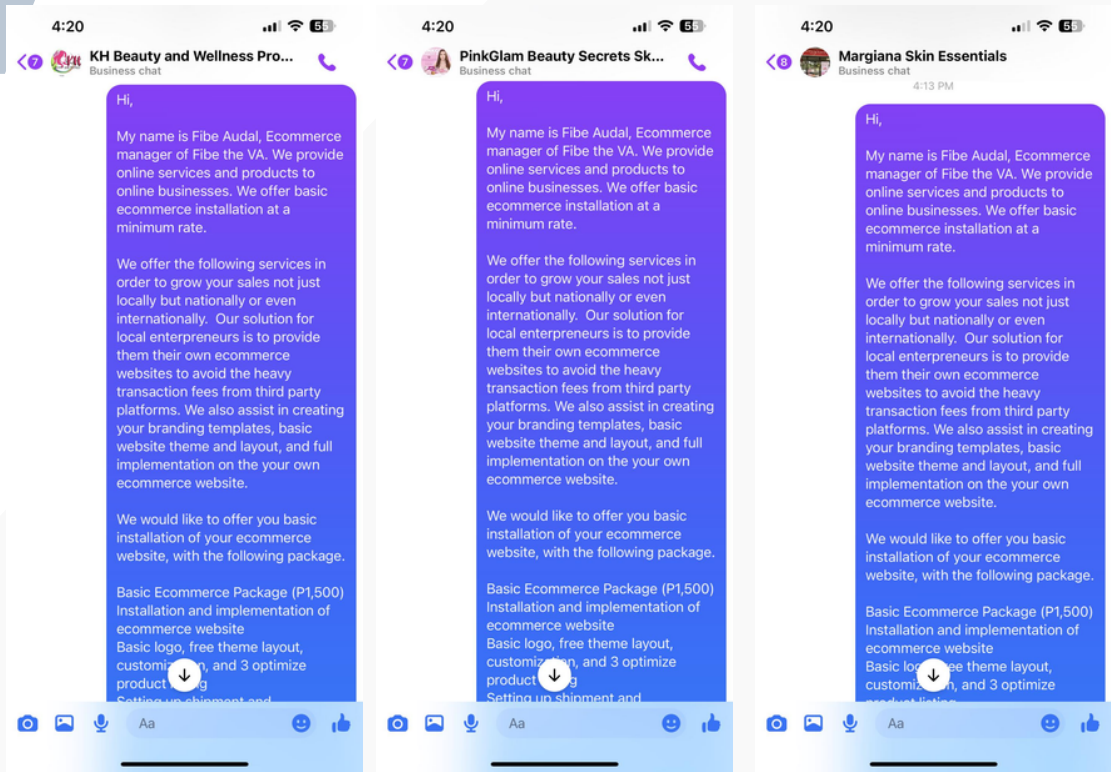 4:20
55
7
KH Beauty and Wellness Pro...
Business chat
Hi,
My name is Fibe Audal, Ecommerce
manager of Fibe the VA. We provide
online services and products to
online businesses. We offer basic
ecommerce installation at a
minimum rate.
We offer the following services in
order to grow your sales not just
locally but nationally or even
internationally.  Our solution for
local enterpreneurs is to provide
them their own ecommerce
websites to avoid the heavy
transaction fees from third party
platforms. We also assist in creating
your branding templates, basic
website theme and layout, and full
implementation on the your own
ecommerce website.
We would like to offer you basic
installation of your ecommerce
website, with the following package.
Basic Ecommerce Package (P1,500)
Installation and implementation of
ecommerce website
Basic logo, free theme layout,
and 3 optimize
product
Setting up shipment and
Aa
4:20
55
7
PinkGlam Beauty Secrets Sk...
Business chat
Hi,
My name is Fibe Audal, Ecommerce
manager of Fibe the VA. We provide
online services and products to
online businesses. We offer basic
ecommerce installation at a
minimum rate.
We offer the following services in
order to grow your sales not just
locally but nationally or even
internationally.  Our solution for
local enterpreneurs is to provide
them their own ecommerce
websites to avoid the heavy
transaction fees from third party
platforms. We also assist in creating
your branding templates, basic
website theme and layout, and full
implementation on the your own
ecommerce website.
We would like to offer you basic
installation of your ecommerce
website, with the following package.
Basic Ecommerce Package (P1,500)
Installation and implementation of
ecommerce website
Basic logo, free theme layout,
customization, and 3 optimize
product
Setting up shipment and
Aa
4:20
55
8
Margiana Skin Essentials
Business chat
4:13 PM
Hi,
My name is Fibe Audal, Ecommerce
manager of Fibe the VA. We provide
online services and products to
online businesses. We offer basic
ecommerce installation at a
minimum rate.
We offer the following services in
order to grow your sales not just
locally but nationally or even
internationally.  Our solution for
local enterpreneurs is to provide
them their own ecommerce
websites to avoid the heavy
transaction fees from third party
platforms. We also assist in creating
your branding templates, basic
website theme and layout, and full
implementation on the your own
ecommerce website.
We would like to offer you basic
installation of your ecommerce
website, with the following package.
Basic Ecommerce Package (P1,500)
Installation and implementation of
ecommerce website
Basic logo, free theme layout,
and 3 optimize
product listing
Aa